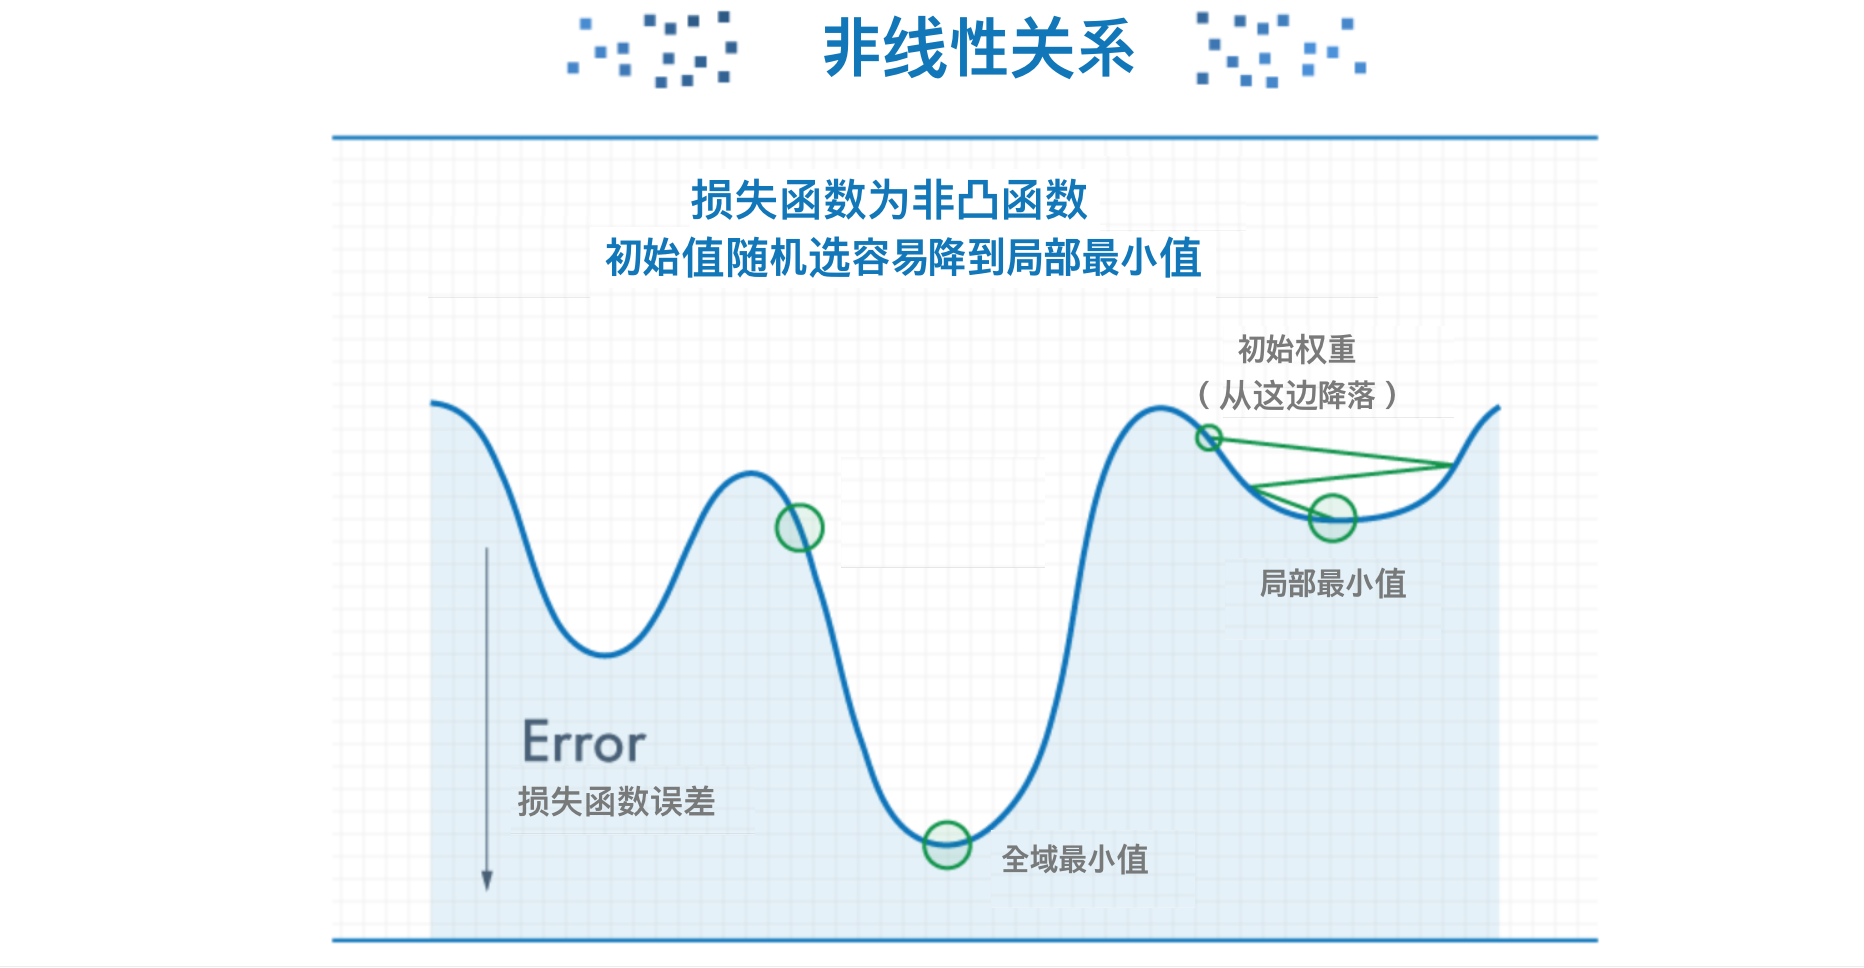 非线性关系
损失函数为非凸函数
初始值随机选容易降到局部最小值
初始权重
（从这边降落）
局部最小值
Error
损失函数误差
全域最小值